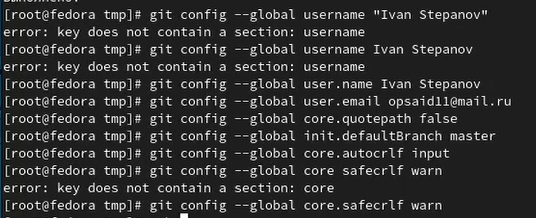 [root@fedora tmp]# git config --global username "Ivan Stepanov"
error: key does not contain a section: username
[root@fedora tmp]# git config --global username Ivan Stepanov
error: key does not contain a section: username
[root@fedora tmp]# git config --global user.name Ivan Stepanov
[root@fedora tmp]# git config --global user.email opsaid11@mail.ru
[root@fedora tmp]# git config --global core.quotepath false
[root@fedora tmp]# git config --global init.defaultBranch master
[root@fedora tmp]# git config --global core.autocrlf input
[root@fedora tmp]# git config --global core safecrlf warn
error: key does not contain a section: core
[root@fedora tmp]# git config --global core.safecrlf warn